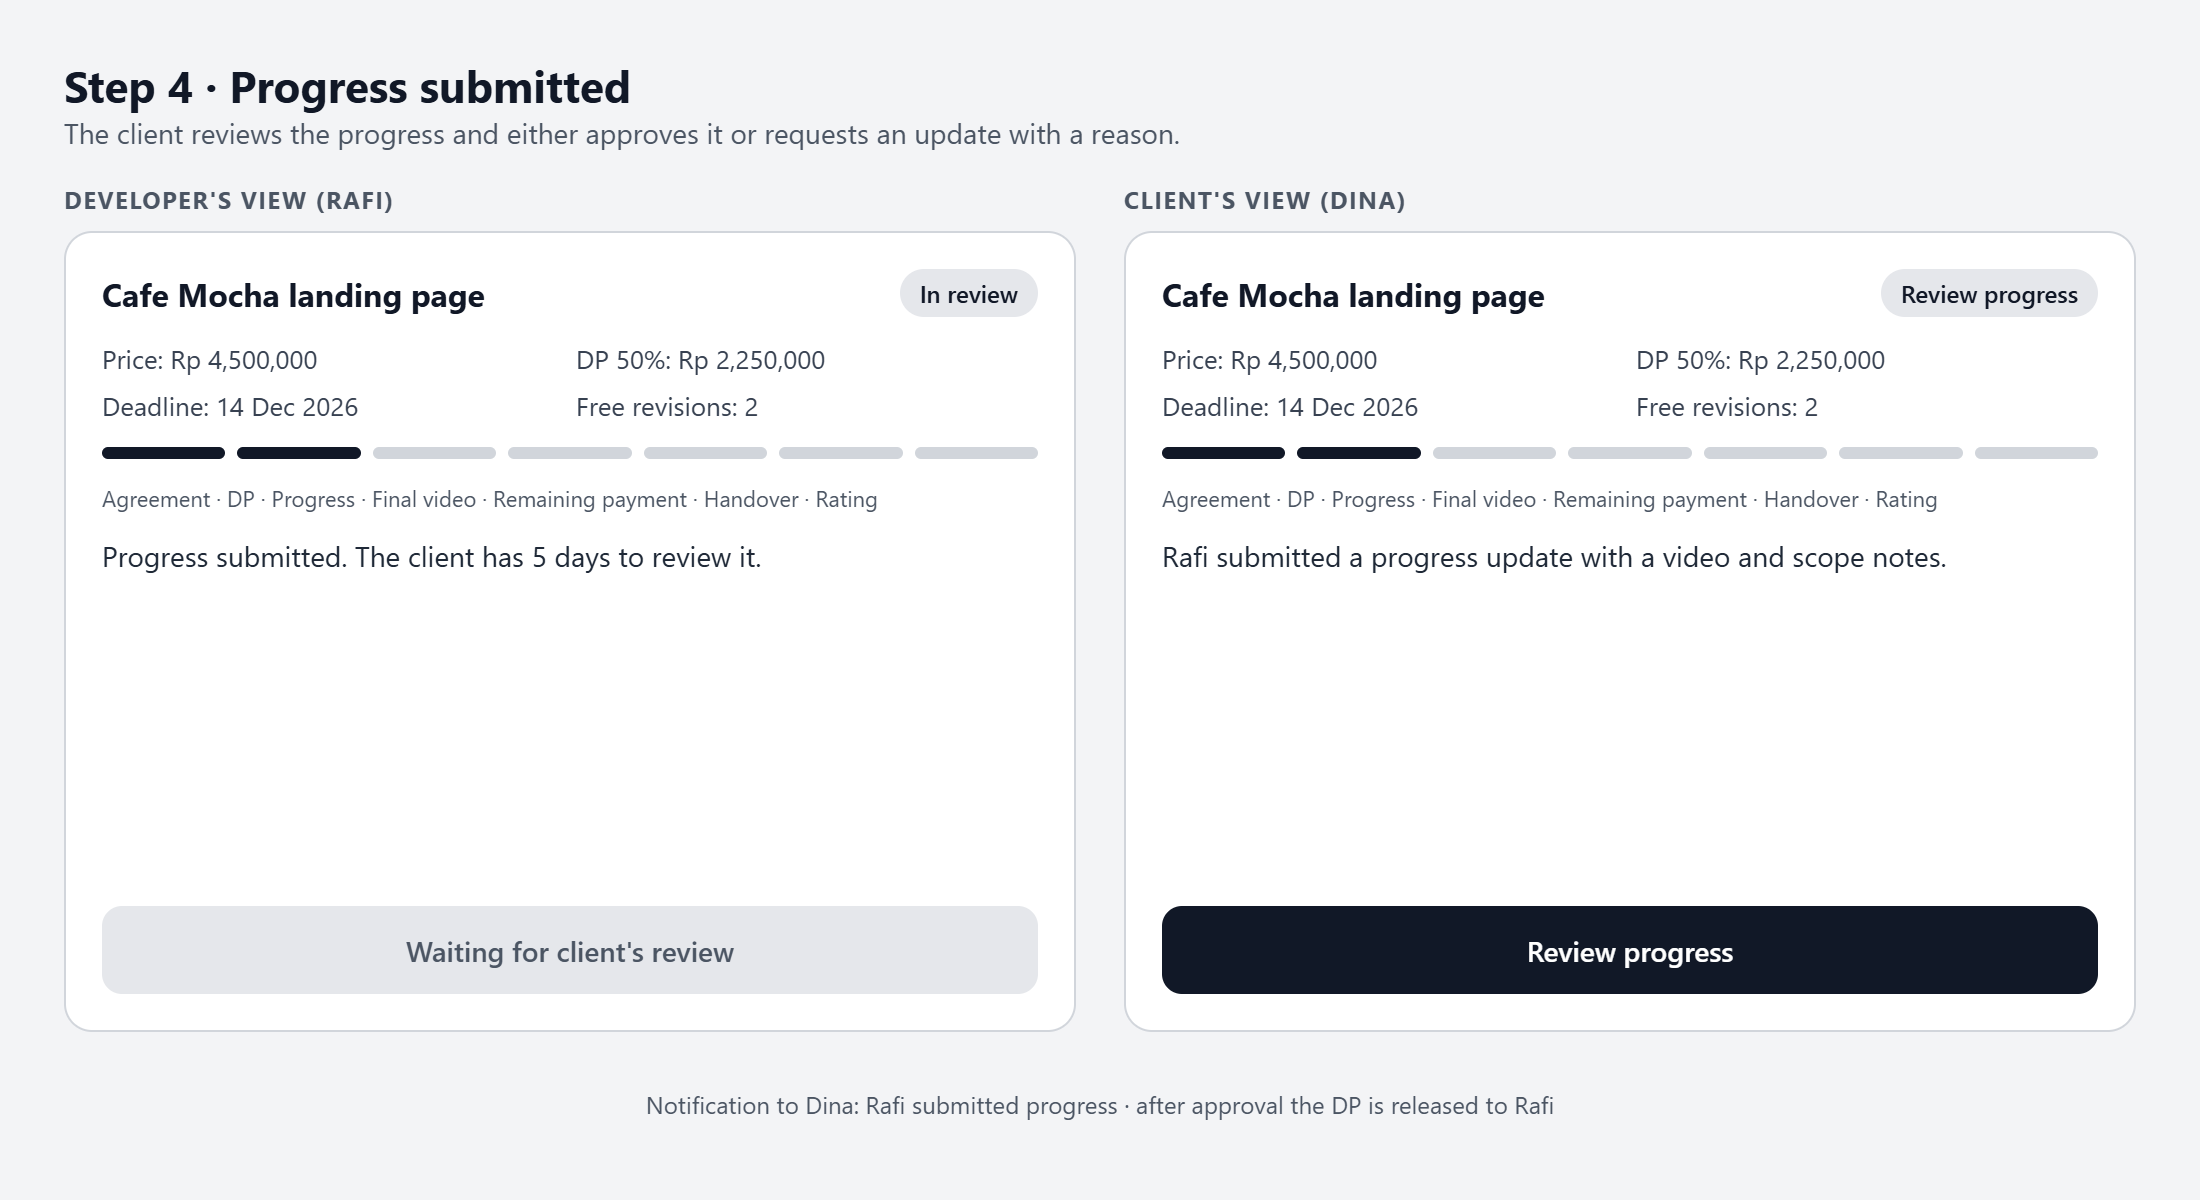 Step 4 · Progress submitted
The client reviews the progress and either approves it or requests an update with a reason.
DEVELOPER'S VIEW (RAFI)
Cafe Mocha landing page
In review
Price: Rp 4,500,000
DP 50%: Rp 2,250,000
Deadline: 14 Dec 2026
Free revisions: 2
Agreement · DP · Progress · Final video · Remaining payment · Handover · Rating
Progress submitted. The client has 5 days to review it.
Waiting for client's review
CLIENT'S VIEW (DINA)
Cafe Mocha landing page
Review progress
Price: Rp 4,500,000
DP 50%: Rp 2,250,000
Deadline: 14 Dec 2026
Free revisions: 2
Agreement · DP · Progress · Final video · Remaining payment · Handover · Rating
Rafi submitted a progress update with a video and scope notes.
Review progress
Notification to Dina: Rafi submitted progress · after approval the DP is released to Rafi